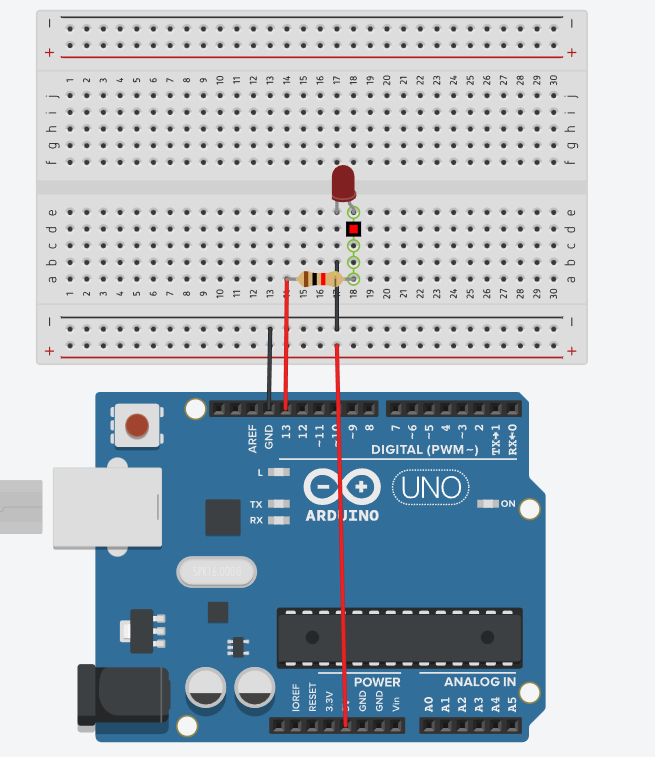 − −
+ +
1 2 3 4 5 6 7 8 9 10 11 12 13 14 15 16 17 18 19 20 21 22 23 24 25 26 27 28 29 30
j j
i i
h h
g g
f f
e e
d d
c c
b b
a a
1 2 3 4 5 6 7 8 9 10 11 12 13 15 16 18 19 20 21 22 23 24 25 26 27 28 29 30
− −
+ +
AREF GND 13 12 ~11 ~10 ~9 8 7 ~6 ~5 4 ~3 2 TX→1 RX←0
DIGITAL (PWM ~)
L
TX
RX
ARDUINO
UNO
ON
SPK16.000G
POWER ANALOG IN
IOREF RESET 3.3V GND GND Vin A0 A1 A2 A3 A4 A5